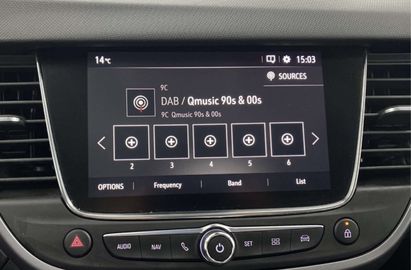 14°C 15:03
SOURCES
9C
DAB / Qmusic 90s & 00s
9C Qmusic 90s & 00s
2 3 4 5 6
OPTIONS Frequency Band List
AUDIO NAV SET